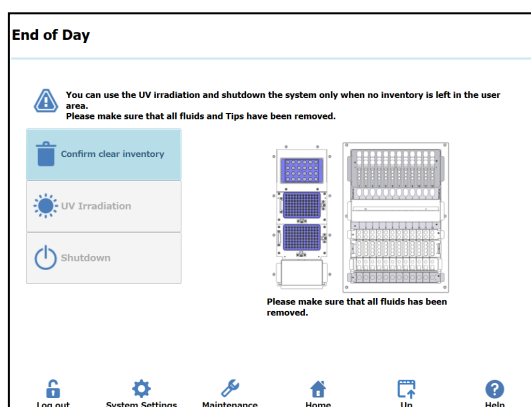 End of Day
You can use the UV irradiation and shutdown the system only when no inventory is left in the user
area.
Please make sure that all fluids and Tips have been removed.
Confirm clear inventory
UV Irradiation
Shutdown
Please make sure that all fluids has been
removed.
Log out System Settings Maintenance Home Up Help